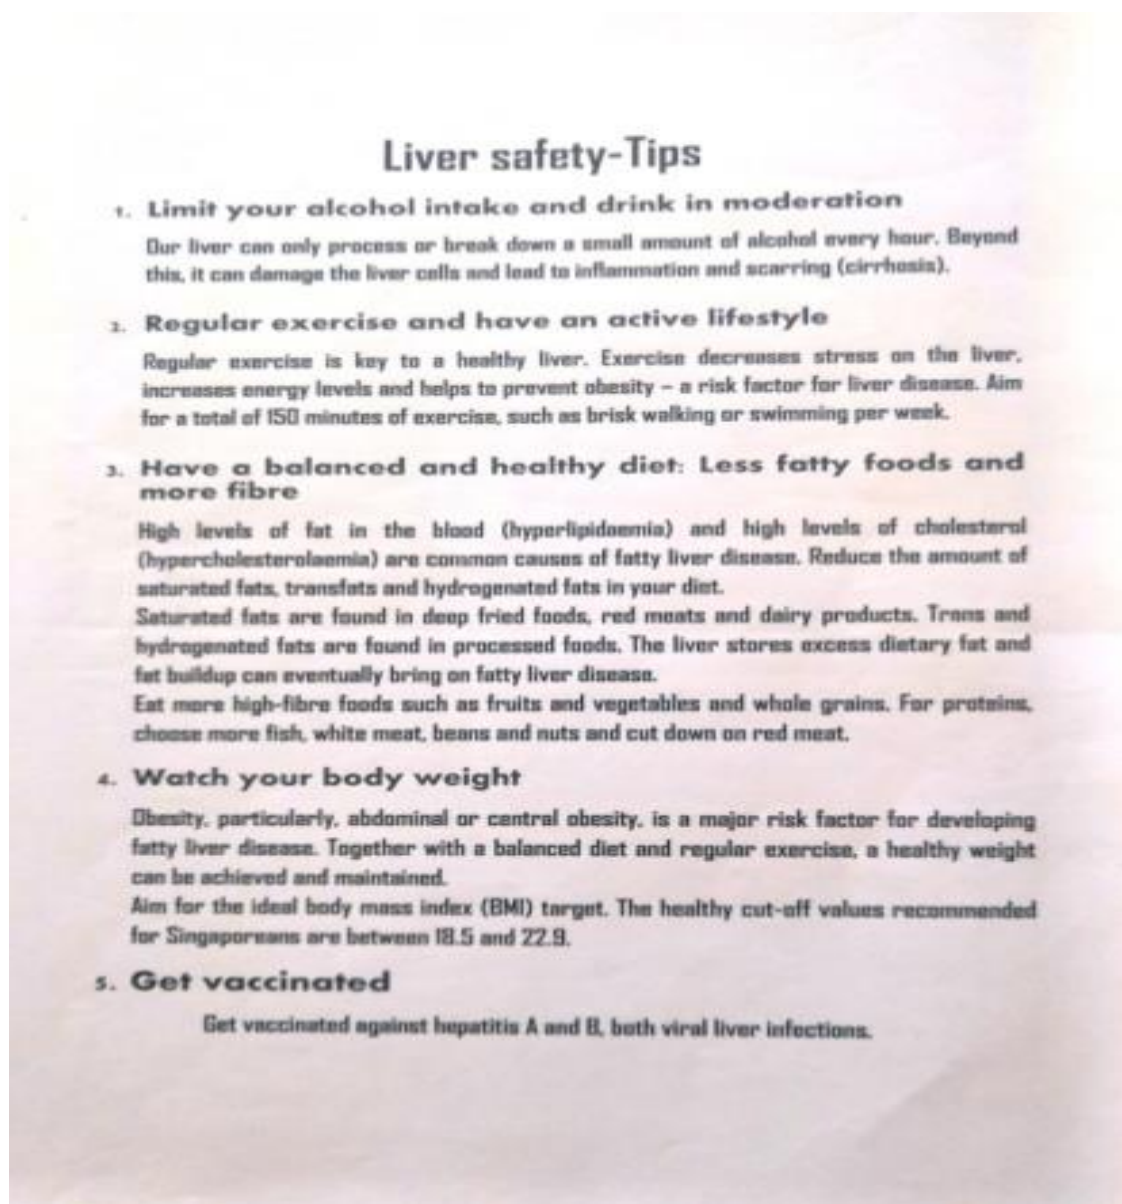 Liver safety-Tips
1. Limit your alcohol intake and drink in moderation
Our liver can only process or break down a small amount of alcohol every hour. Beyond
this, it can damage the liver cells and lead to inflammation and scarring (cirrhosis).
2. Regular exercise and have an active lifestyle
Regular exercise is key to a healthy liver. Exercise decreases stress on the liver,
increases energy levels and helps to prevent obesity – a risk factor for liver disease. Aim
for a total of 150 minutes of exercise, such as brisk walking or swimming per week.
3. Have a balanced and healthy diet: Less fatty foods and
more fibre
High levels of fat in the blood (hyperlipidaemia) and high levels of cholesterol
(hypercholesterolaemia) are common causes of fatty liver disease. Reduce the amount of
saturated fats, transfats and hydrogenated fats in your diet.
Saturated fats are found in deep fried foods, red meats and dairy products. Trans and
hydrogenated fats are found in processed foods. The liver stores excess dietary fat and
fat buildup can eventually bring on fatty liver disease.
Eat more high-fibre foods such as fruits and vegetables and whole grains. For proteins,
choose more fish, white meat, beans and nuts and cut down on red meat.
4. Watch your body weight
Obesity, particularly, abdominal or central obesity, is a major risk factor for developing
fatty liver disease. Together with a balanced diet and regular exercise, a healthy weight
can be achieved and maintained.
Aim for the ideal body mass index (BMI) target. The healthy cut-off values recommended
for Singaporeans are between 18.5 and 22.9.
5. Get vaccinated
Get vaccinated against hepatitis A and B, both viral liver infections.